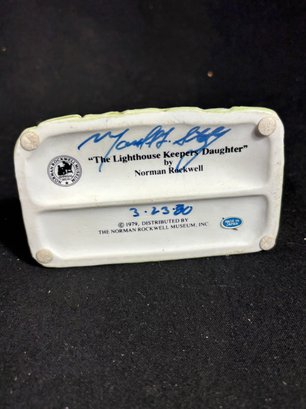 "The Lighthouse Keepers Daughter"
by
Norman Rockwell
3-23-80
© 1979, DISTRIBUTED BY
THE NORMAN ROCKWELL MUSEUM, INC